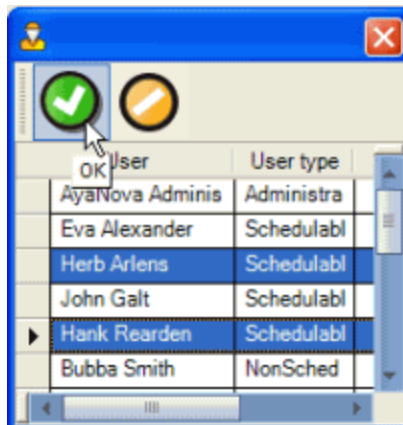 OK
User User type
AyaNova Adminis Administra
Eva Alexander Schedulabl
Herb Arlens Schedulabl
John Galt Schedulabl
Hank Rearden Schedulabl
Bubba Smith NonSched